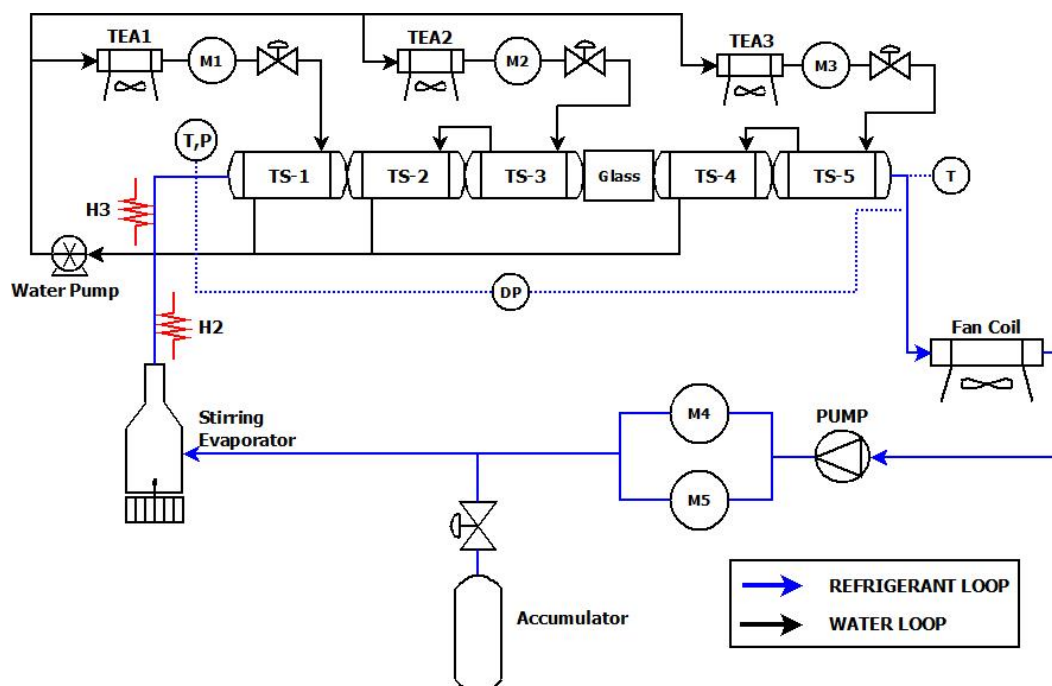 TEA1
M1
TEA2
M2
TEA3
M3
T,P
TS-1
TS-2
TS-3
Glass
TS-4
TS-5
T
H3
Water Pump
DP
H2
Fan Coil
Stirring
Evaporator
M4
PUMP
M5
Accumulator
REFRIGERANT LOOP
WATER LOOP